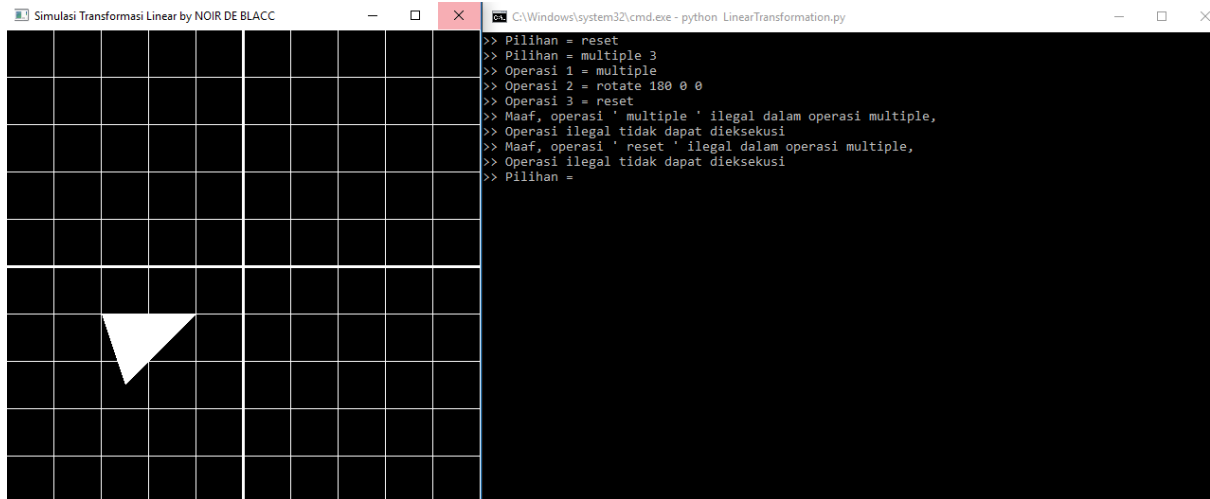 Simulasi Transformasi Linear by NOIR DE BLACC
C:\Windows\system32\cmd.exe - python LinearTransformation.py
>> Pilihan = reset
>> Pilihan = multiple 3
>> Operasi 1 = multiple
>> Operasi 2 = rotate 180 0 0
>> Operasi 3 = reset
>> Maaf, operasi ' multiple ' ilegal dalam operasi multiple,
>> Operasi ilegal tidak dapat dieksekusi
>> Maaf, operasi ' reset ' ilegal dalam operasi multiple,
>> Operasi ilegal tidak dapat dieksekusi
>> Pilihan =